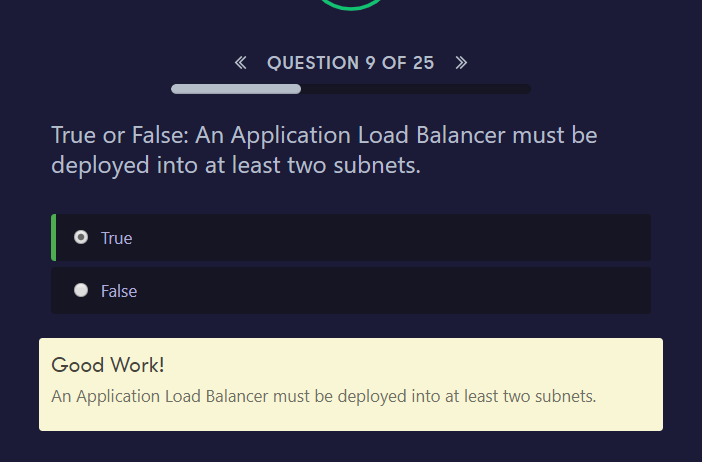 « QUESTION 9 OF 25 »
True or False: An Application Load Balancer must be
deployed into at least two subnets.
True
False
Good Work!
An Application Load Balancer must be deployed into at least two subnets.